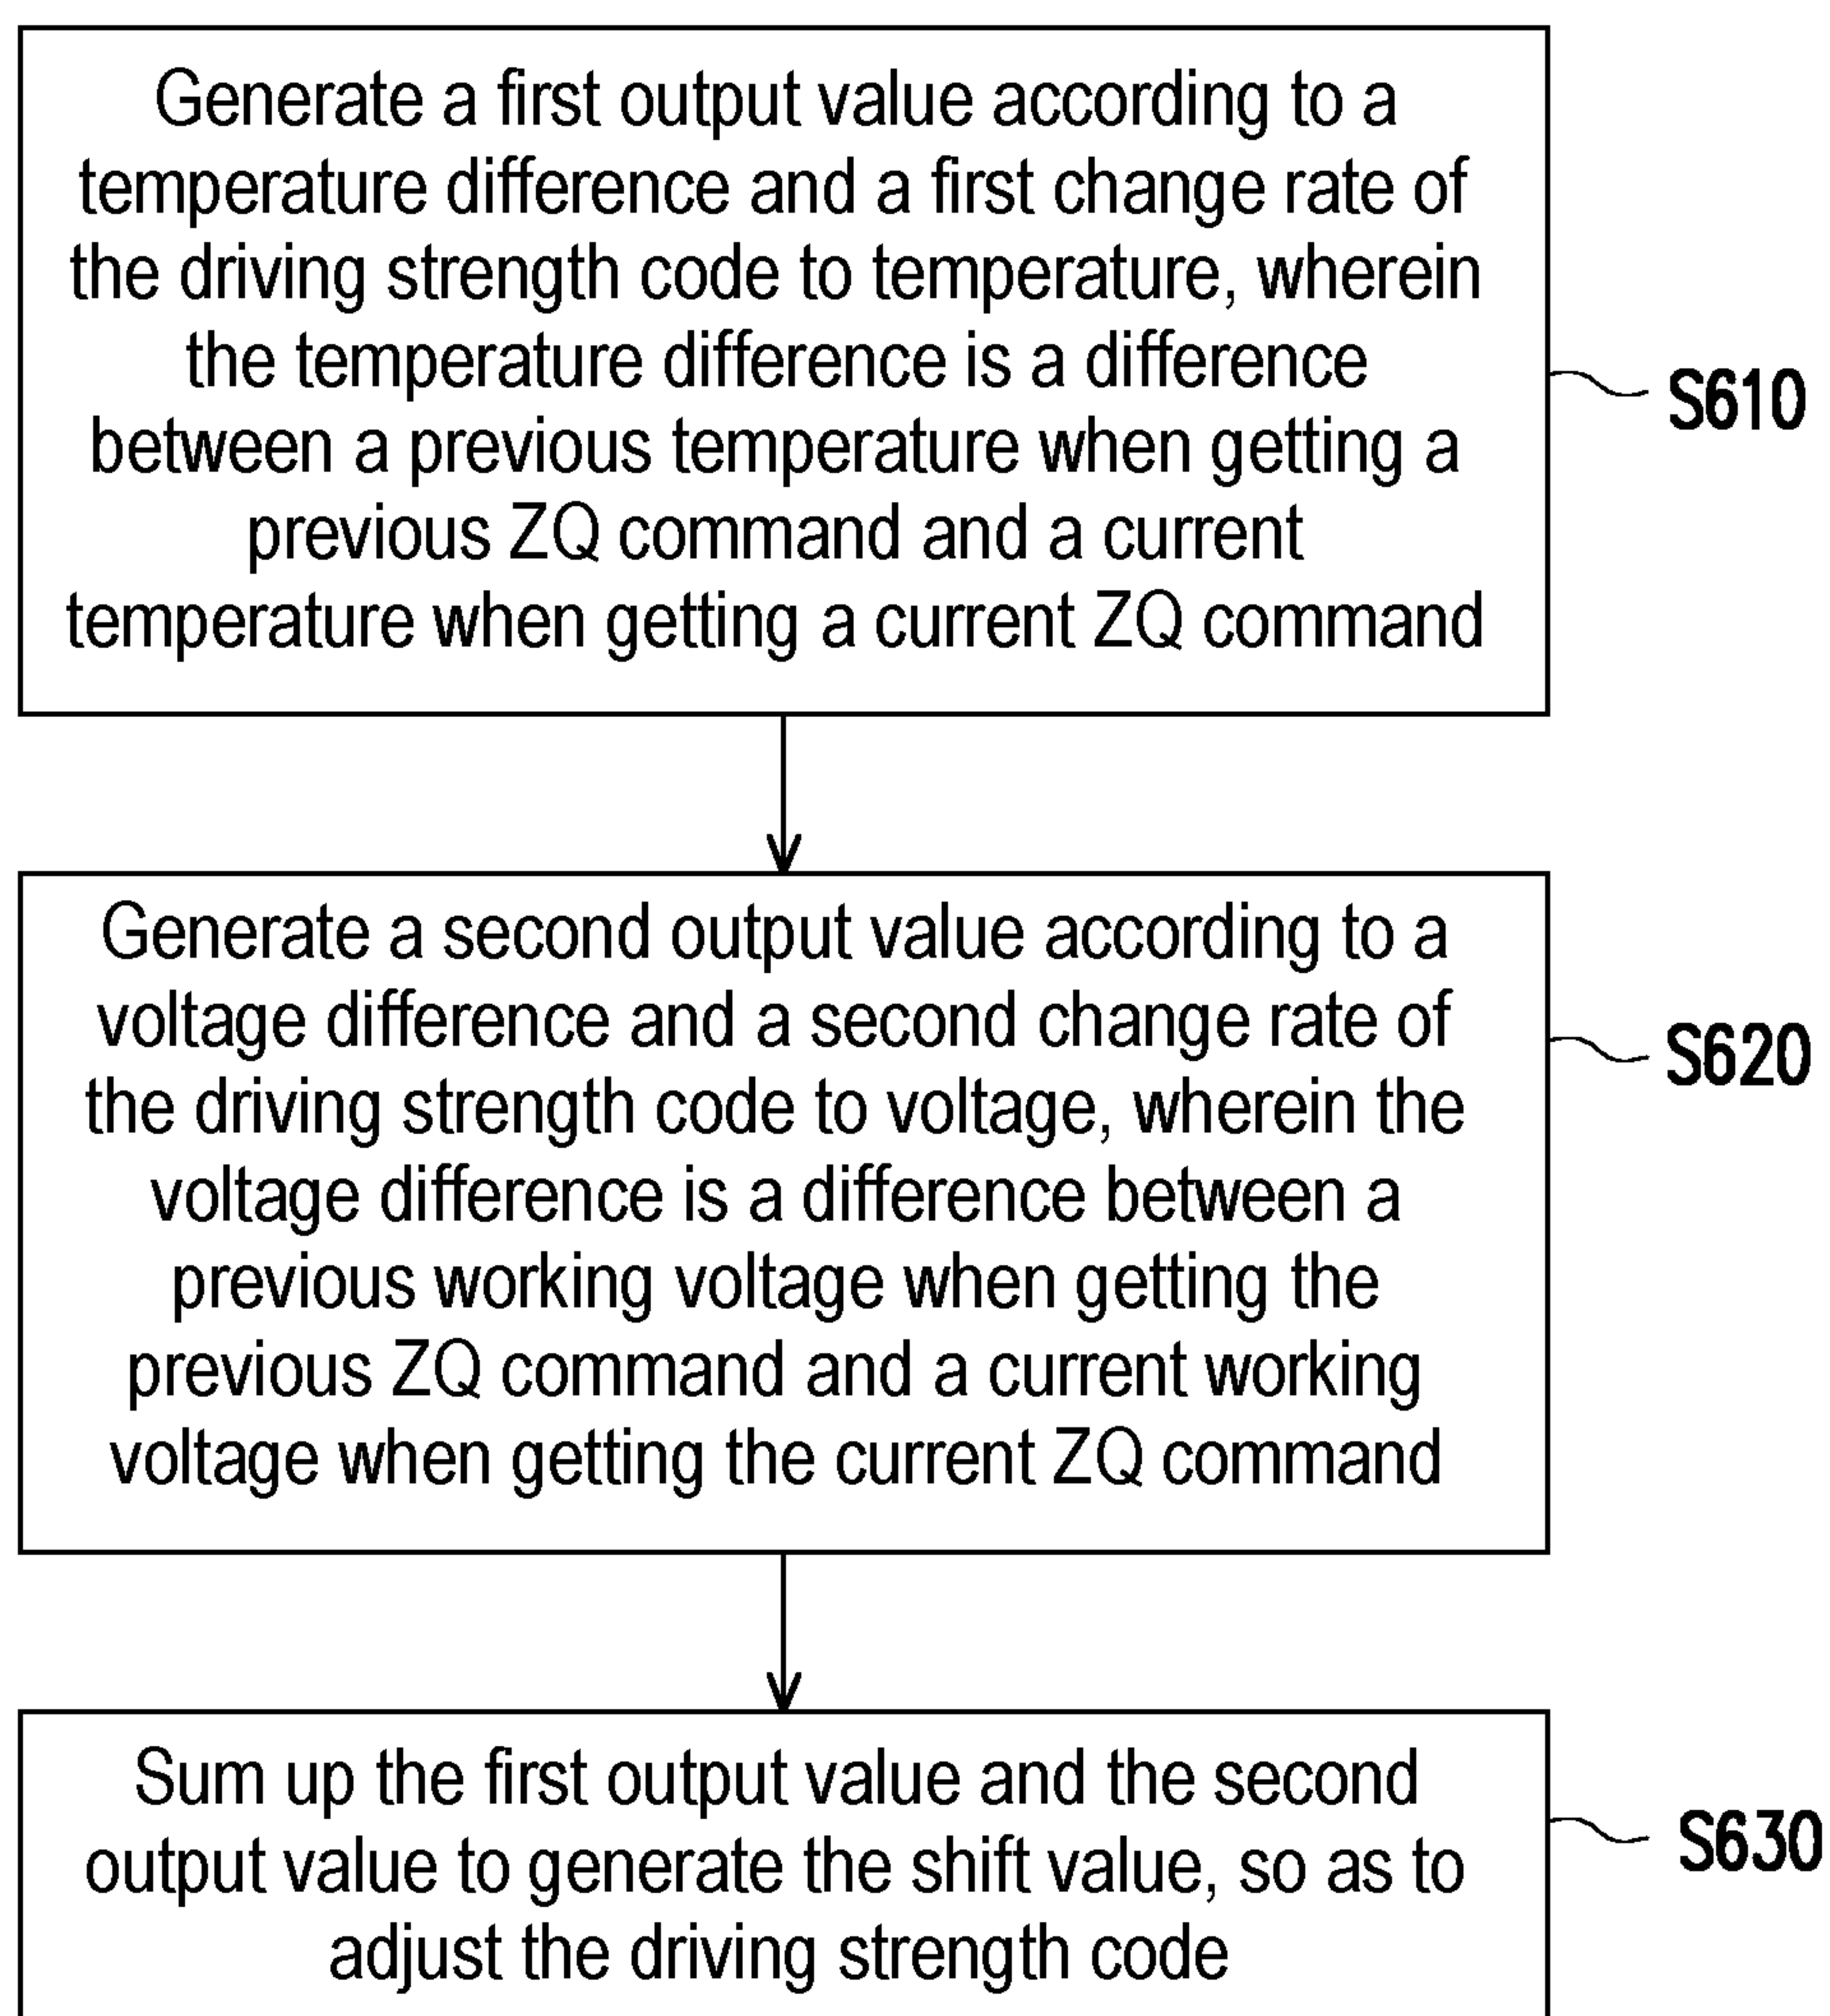 Generate a first output value according to a
temperature difference and a first change rate of
the driving strength code to temperature, wherein
the temperature difference is a difference
between a previous temperature when getting a
previous ZQ command and a current
temperature when getting a current ZQ command
S610
Generate a second output value according to a
voltage difference and a second change rate of
the driving strength code to voltage, wherein the
voltage difference is a difference between a
previous working voltage when getting the
previous ZQ command and a current working
voltage when getting the current ZQ command
S620
Sum up the first output value and the second
output value to generate the shift value, so as to
adjust the driving strength code
S630